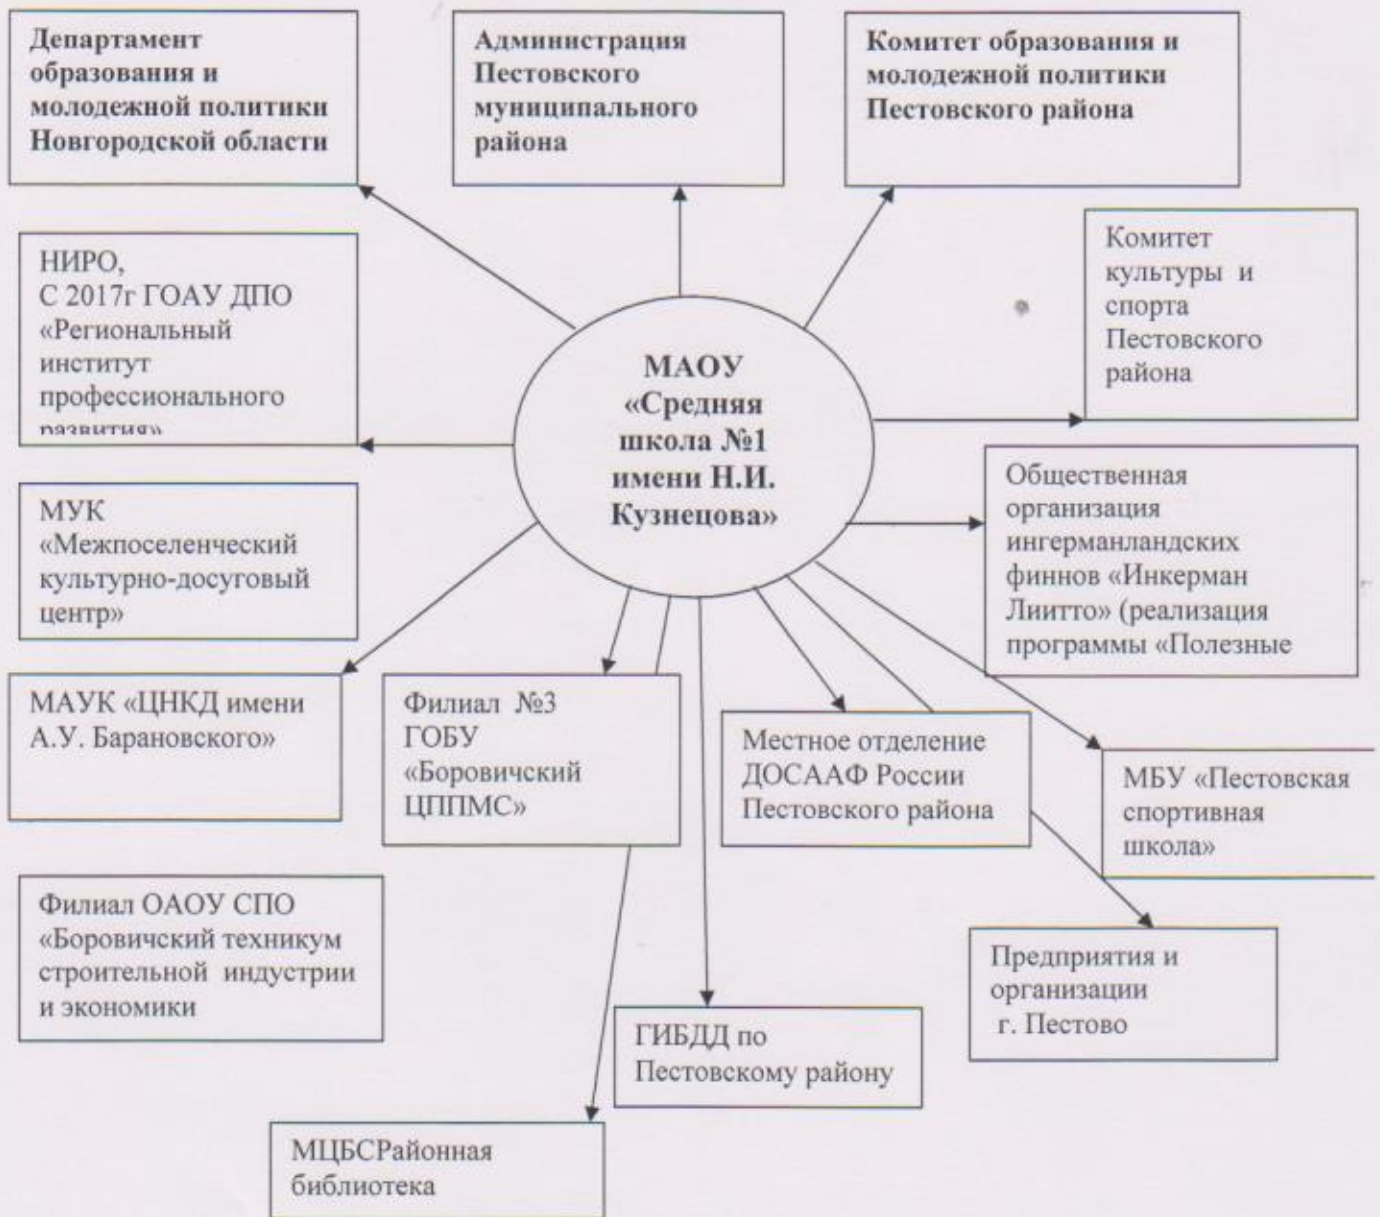 Департамент
образования и
молодежной политики
Новгородской области
Администрация
Пестовского
муниципального
района
Комитет образования и
молодежной политики
Пестовского района
НИРО,
С 2017г ГОАУ ДПО
«Региональный
институт
профессионального
развития»
Комитет
культуры и
спорта
Пестовского
района
МАОУ
«Средняя
школа №1
имени Н.И.
Кузнецова»
МУК
«Межпоселенческий
культурно-досуговый
центр»
Общественная
организация
ингерманландских
финнов «Инкерман
Лиитто» (реализация
программы «Полезные
МАУК «ЦНКД имени
А.У. Барановского»
Филиал №3
ГОБУ
«Боровичский
ЦППМС»
Местное отделение
ДОСААФ России
Пестовского района
МБУ «Пестовская
спортивная
школа»
Филиал ОАОУ СПО
«Боровичский техникум
строительной индустрии
и экономики
Предприятия и
организации
г. Пестово
ГИБДД по
Пестовскому району
МЦБСРайонная
библиотека